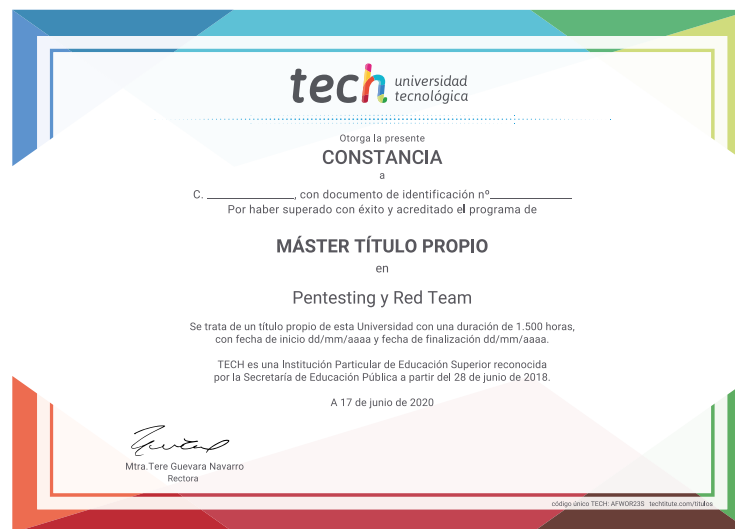 tech universidad
tecnológica
Otorga la presente
CONSTANCIA
a
C. ________________, con documento de identificación nº______________
Por haber superado con éxito y acreditado el programa de
MÁSTER TÍTULO PROPIO
en
Pentesting y Red Team
Se trata de un título propio de esta Universidad con una duración de 1.500 horas,
con fecha de inicio dd/mm/aaaa y fecha de finalización dd/mm/aaaa.
TECH es una Institución Particular de Educación Superior reconocida
por la Secretaría de Educación Pública a partir del 28 de junio de 2018.
A 17 de junio de 2020
Mtra.Tere Guevara Navarro
Rectora
código único TECH: AFWOR23S techtitute.com/titulos